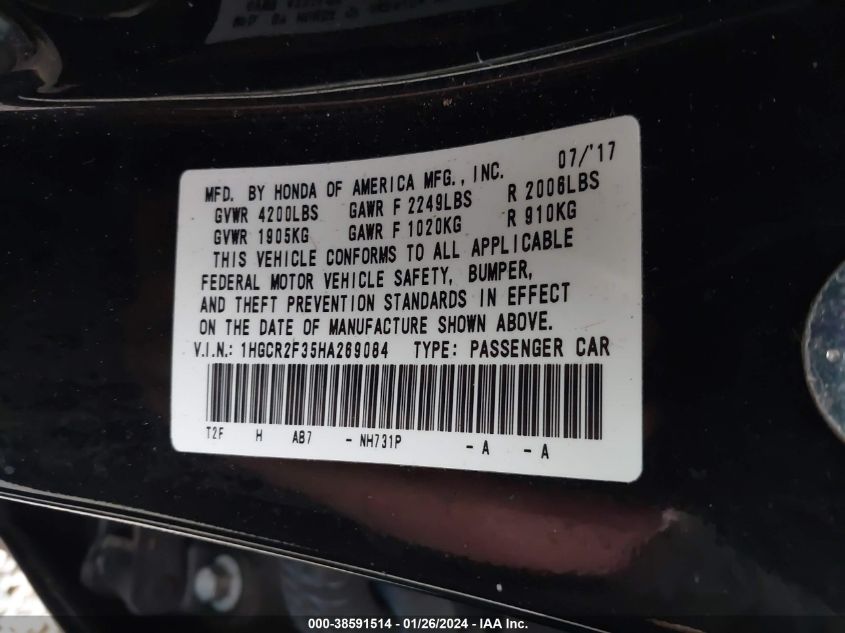 07/'17
MFD. BY HONDA OF AMERICA MFG., INC.
GVWR 4200LBS GAWR F 2249LBS R 2006LBS
GVWR 1905KG GAWR F 1020KG R 910KG
THIS VEHICLE CONFORMS TO ALL APPLICABLE
FEDERAL MOTOR VEHICLE SAFETY, BUMPER,
AND THEFT PREVENTION STANDARDS IN EFFECT
ON THE DATE OF MANUFACTURE SHOWN ABOVE.
V.I.N.: 1HGCR2F35HA269084 TYPE: PASSENGER CAR
T2F H AB7 - NH731P - A - A
000-38591514 / 01/26/2024 - IAA Inc.